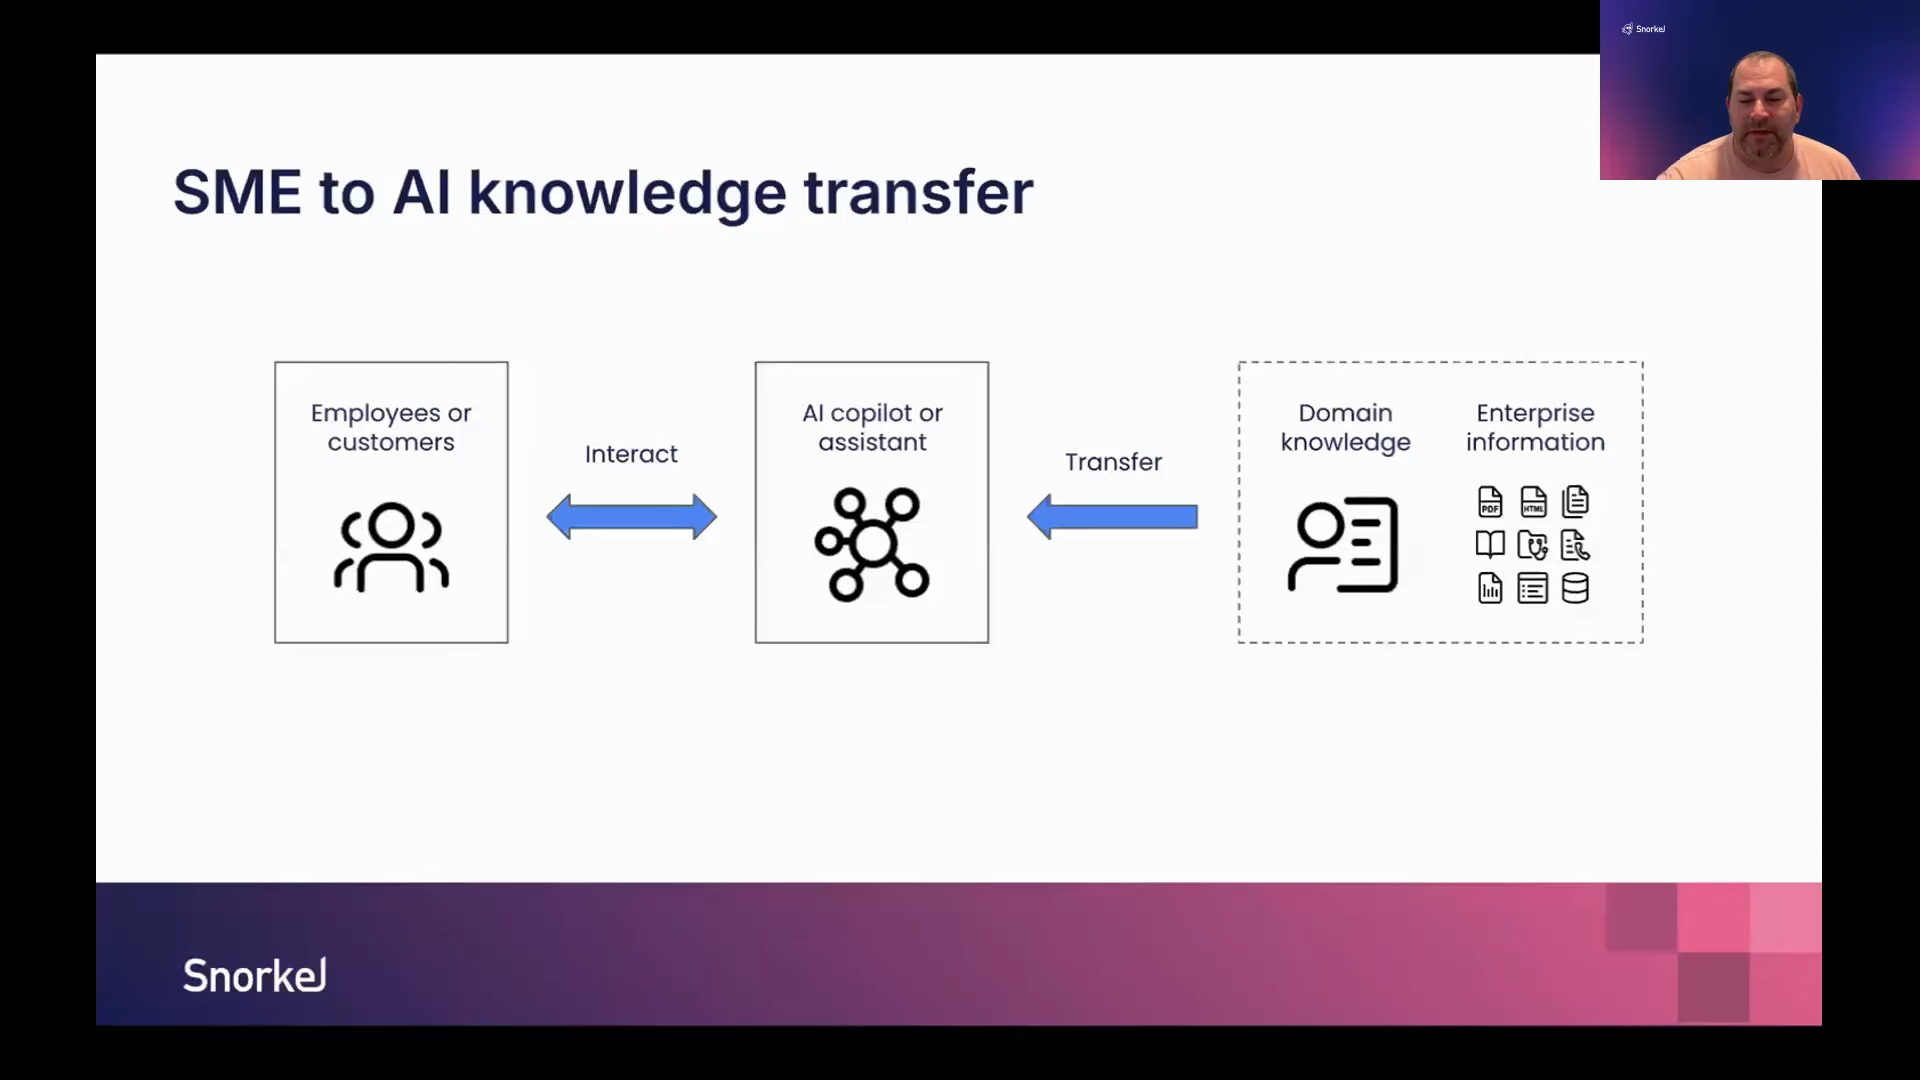 Snorkel
SME to AI knowledge transfer
Employees or
customers
Interact
AI copilot or
assistant
Transfer
Domain
knowledge
Enterprise
information
PDF
HTML
Snorkel